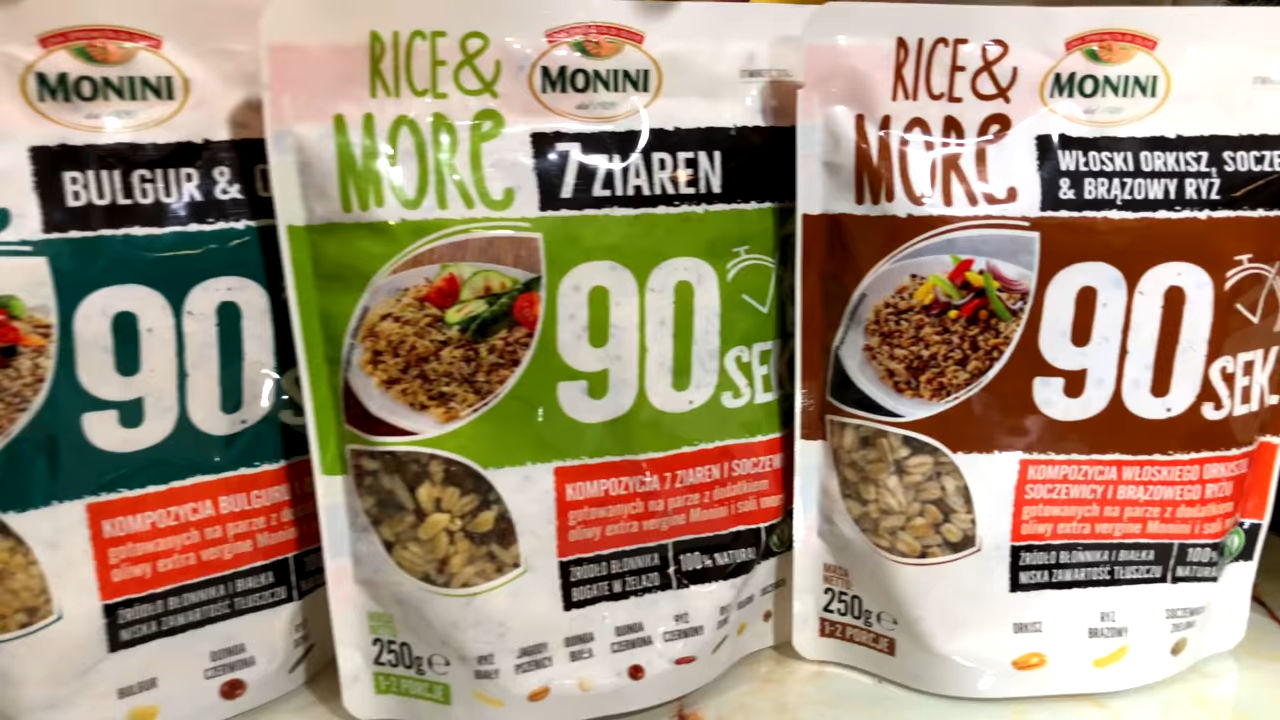 MONINI
BULGUR &
90
KOMPOZYCJA BULGURU
gotowanych na parze z
oliwy extra vergine Monini
ŹRÓDŁO BŁONNIKA I BIAŁKA
NISKA ZAWARTOŚĆ TŁUSZCZU
BULGUR
QUINOA
CZERWONA
RICE &
MORE
MONINI
7 ZIAREN
90
SEK
KOMPOZYCJA 7 ZIAREN I SOCZEW
gotowanych na parze z dodatkiem
oliwy extra vergine Monini i soli
ŹRÓDŁO BŁONNIKA
BOGATE W ŻELAZO
100% NATURAL
250g e
1-2 PORCJE
RYŻ
BIAŁY
JAGODY
PSZENICY
QUINOA
BIAŁA
QUINOA
CZERWONA
RYŻ
CZERWONY
RICE &
MORE
MONINI
WŁOSKI ORKISZ, SOCZE
& BRĄZOWY RYŻ
90
SEK.
KOMPOZYCJA WŁOSKIEGO ORKISZU,
SOCZEWICY I BRĄZOWEGO RYŻU
gotowanych na parze z dodatkiem
oliwy extra vergine Monini i soli
ŹRÓDŁO BŁONNIKA I BIAŁKA
NISKA ZAWARTOŚĆ TŁUSZCZU
100%
NATURAL
MASA
NETTO
250g e
1-2 PORCJE
ORKISZ
RYŻ
BRĄZOWY
SOCZEWICA
ZIELONA